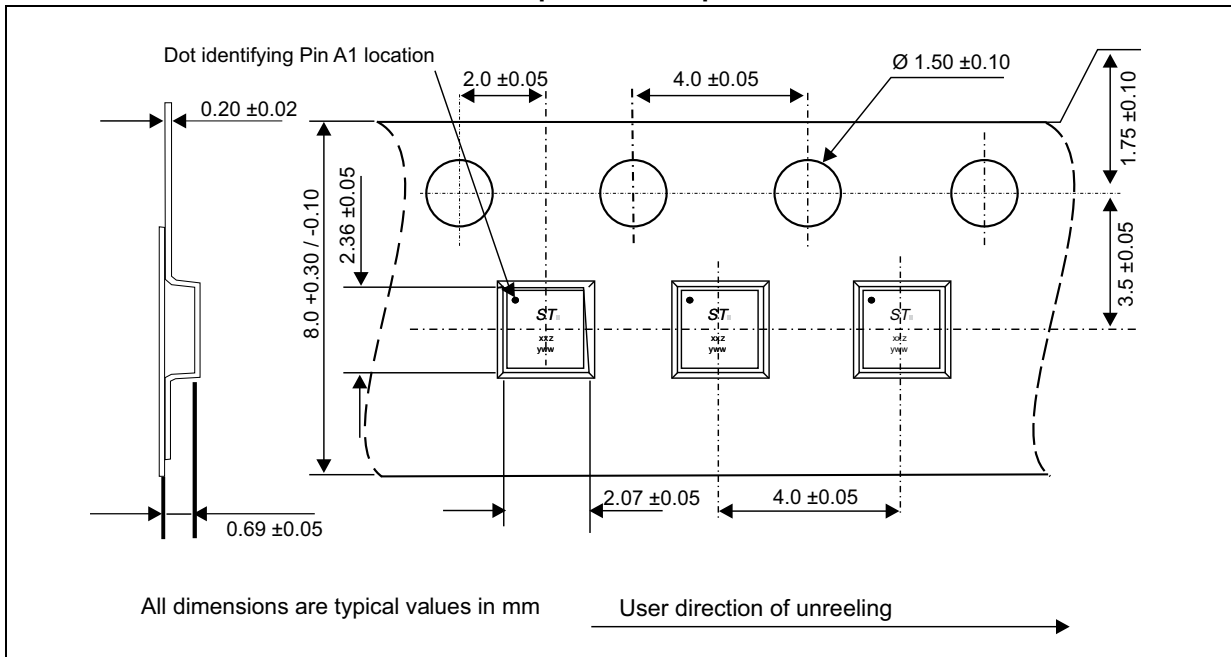 Dot identifying Pin A1 location
2.0 ±0.05
4.0 ±0.05
Ø 1.50 ±0.10
1.75 ±0.10
0.20 ±0.02
8.0 +0.30 / -0.10
2.36 ±0.05
3.5 ±0.05
ST
xxZ
yww
ST
xxZ
yww
ST
xxZ
yww
2.07 ±0.05
4.0 ±0.05
0.69 ±0.05
All dimensions are typical values in mm
User direction of unreeling